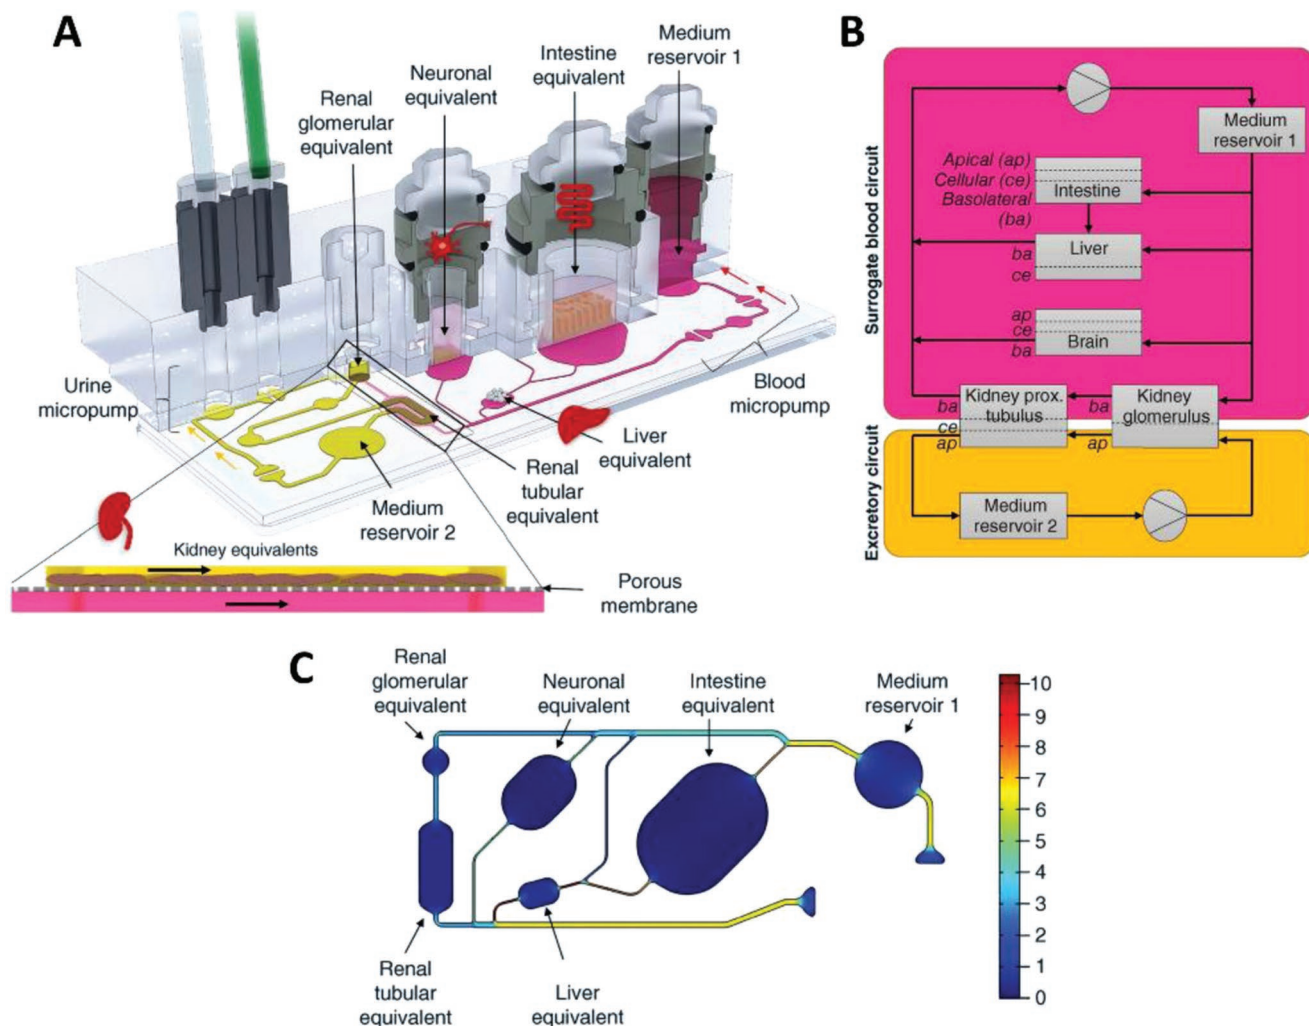 A
Renal
glomerular
equivalent
Neuronal
equivalent
Intestine
equivalent
Medium
reservoir 1
Urine
micropump
Blood
micropump
Liver
equivalent
Renal
tubular
equivalent
Medium
reservoir 2
Kidney equivalents
Porous
membrane
B
Surrogate blood circuit
Medium
reservoir 1
Apical (ap)
Cellular (ce)
Basolateral
(ba)
Intestine
ba
ce
Liver
ap
ce
ba
Brain
Kidney prox.
tubulus
ba
ce
ap
Kidney
glomerulus
ba
ap
Excretory circuit
Medium
reservoir 2
C
Renal
glomerular
equivalent
Neuronal
equivalent
Intestine
equivalent
Medium
reservoir 1
Renal
tubular
equivalent
Liver
equivalent
10
9
8
7
6
5
4
3
2
1
0